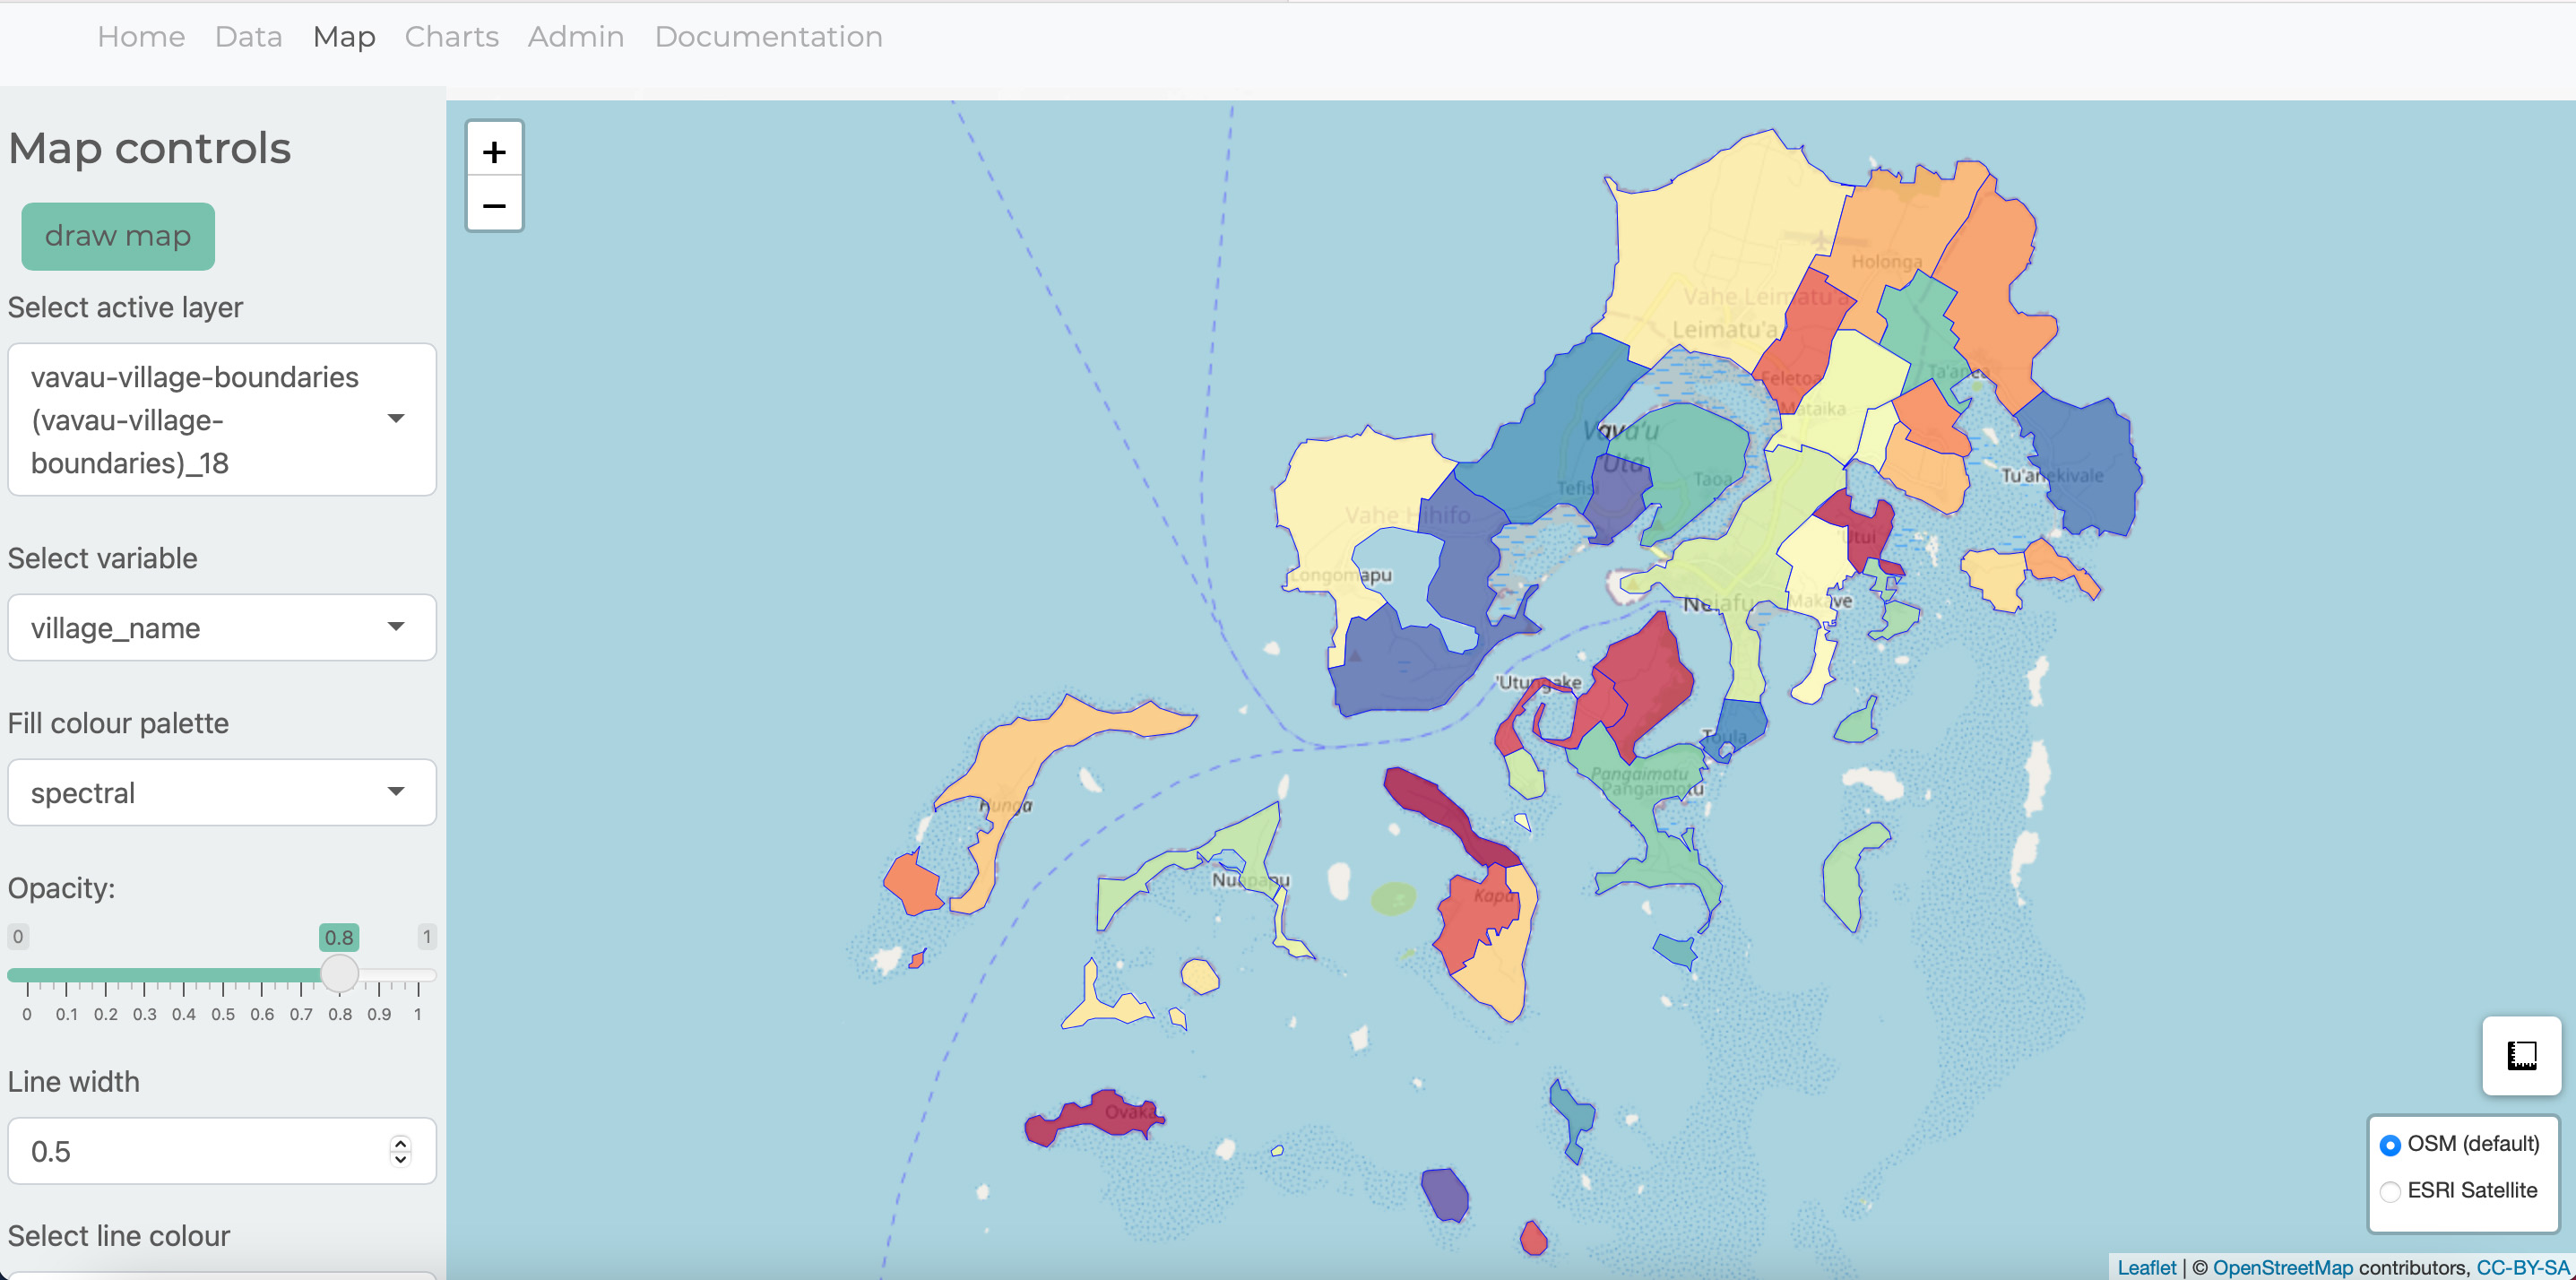 Home Data Map Charts Admin Documentation
Map controls
draw map
Select active layer
vavau-village-boundaries
(vavau-village-
boundaries)_18
Select variable
village_name
Fill colour palette
spectral
Opacity:
0 0.8 1
0 0.1 0.2 0.3 0.4 0.5 0.6 0.7 0.8 0.9 1
Line width
0.5
Select line colour
+
−
Holonga
Vahe Leimatu'a
Leimatu'a
Ta'anea
Feletoa
Mataika
Vava'u
'Uta
Tu'anekivale
Taoa
Tefisi
Vahe Hihifo
'Utui
Longomapu
Neiafu
Makave
'Utungake
Toula
Pangaimotu
Pangaimotu
Hunga
Nuapapu
Kapa
Ovaka
OSM (default)
ESRI Satellite
Leaflet | © OpenStreetMap contributors, CC-BY-SA